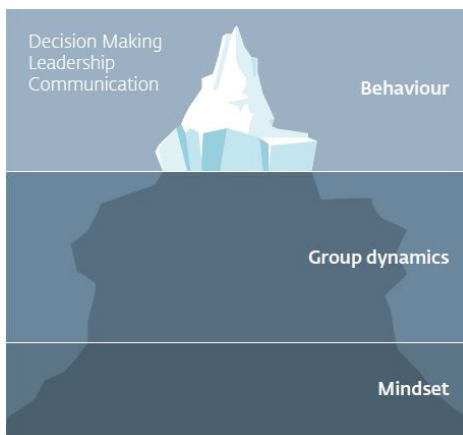 Decision Making
Leadership
Communication
Behaviour
Group dynamics
Mindset